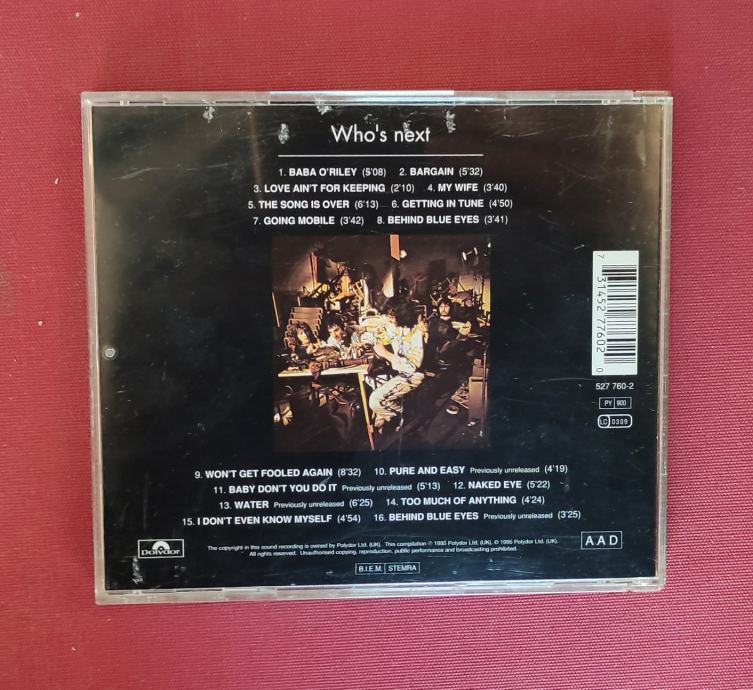 Who's next
1. BABA O'RILEY (5'08) 2. BARGAIN (5'32)
3. LOVE AIN'T FOR KEEPING (2'10) 4. MY WIFE (3'40)
5. THE SONG IS OVER (6'13) 6. GETTING IN TUNE (4'50)
7. GOING MOBILE (3'42) 8. BEHIND BLUE EYES (3'41)
7 31452 77602 0
527 760-2
PY 900
LC 0309
9. WON'T GET FOOLED AGAIN (8'32) 10. PURE AND EASY Previously unreleased (4'19)
11. BABY DON'T YOU DO IT Previously unreleased (5'13) 12. NAKED EYE (5'22)
13. WATER Previously unreleased (6'25) 14. TOO MUCH OF ANYTHING (4'24)
15. I DON'T EVEN KNOW MYSELF (4'54) 16. BEHIND BLUE EYES Previously unreleased (3'25)
Polydor
The copyright in this sound recording is owned by Polydor Ltd. (UK). This compilation ℗ 1995 Polydor Ltd. (UK). © 1995 Polydor Ltd. (UK).
All rights reserved. Unauthorised copying, reproduction, public performance and broadcasting prohibited.
AAD
B.I.E.M. STEMRA